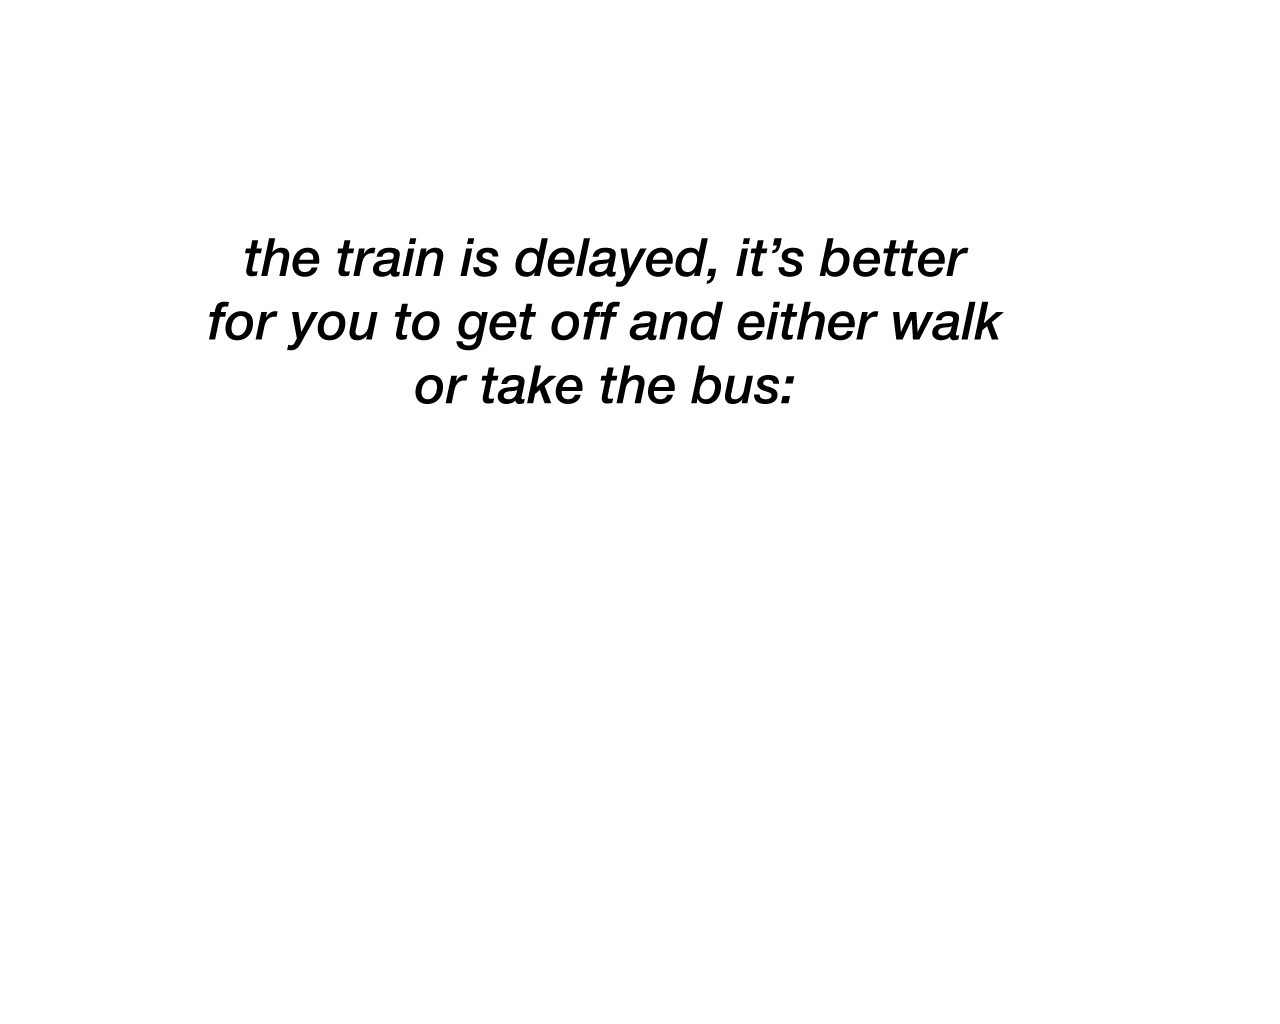 the train is delayed, it’s better
for you to get off and either walk
or take the bus: